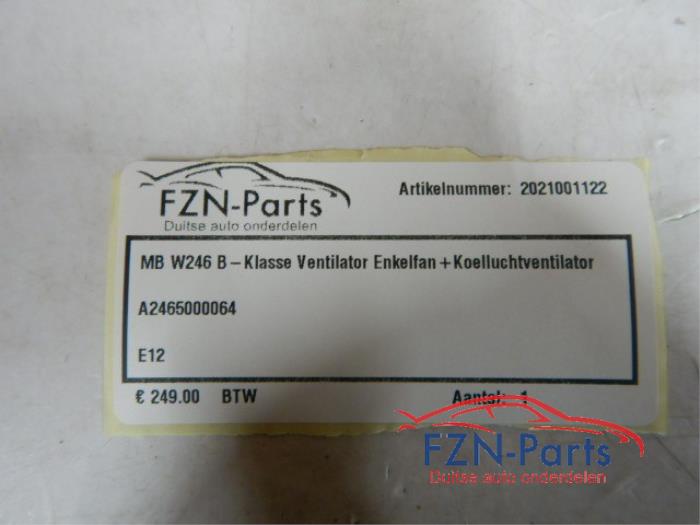 FZN-Parts
Duitse auto onderdelen
Artikelnummer: 2021001122
MB W246 B-Klasse Ventilator Enkelfan+Koelluchtventilator
A2465000064
E12
€ 249.00 BTW
Aantal: 1
FZN-Parts
Duitse auto onderdelen